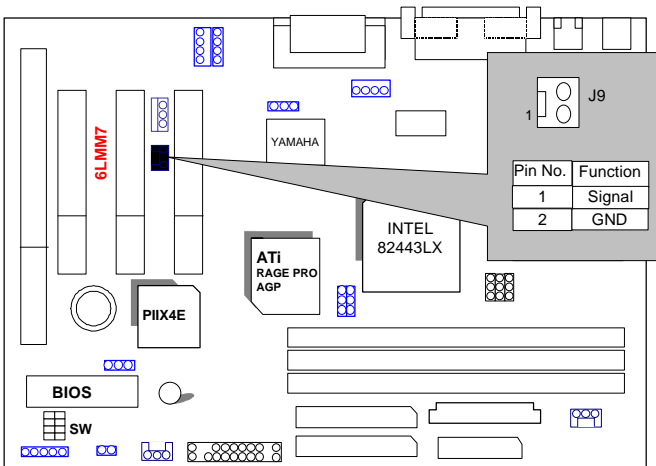 J9
1
6LMM7
YAMAHA
Pin No. Function
1 Signal
2 GND
INTEL
82443LX
ATi
RAGE PRO
AGP
PIIX4E
BIOS
SW